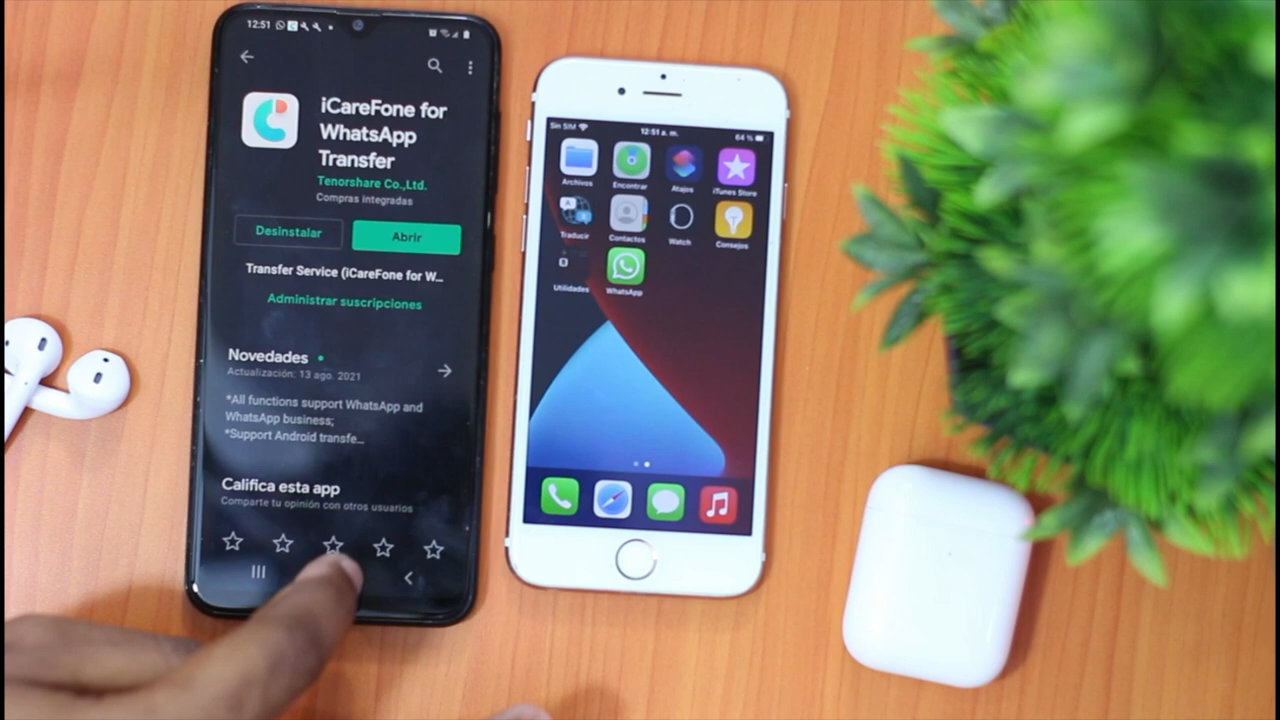 12:51
iCareFone for
WhatsApp
Transfer
Tenorshare Co.,Ltd.
Compras integradas
Desinstalar
Abrir
Transfer Service (iCareFone for W...
Administrar suscripciones
Novedades
Actualización: 13 ago. 2021
*All functions support WhatsApp and
WhatsApp business;
*Support Android transfe...
Califica esta app
Comparte tu opinión con otros usuarios
Sin SIM
12:51 a. m.
64 %
Archivos
Encontrar
Atajos
iTunes Store
Traducir
Contactos
Watch
Consejos
Utilidades
WhatsApp